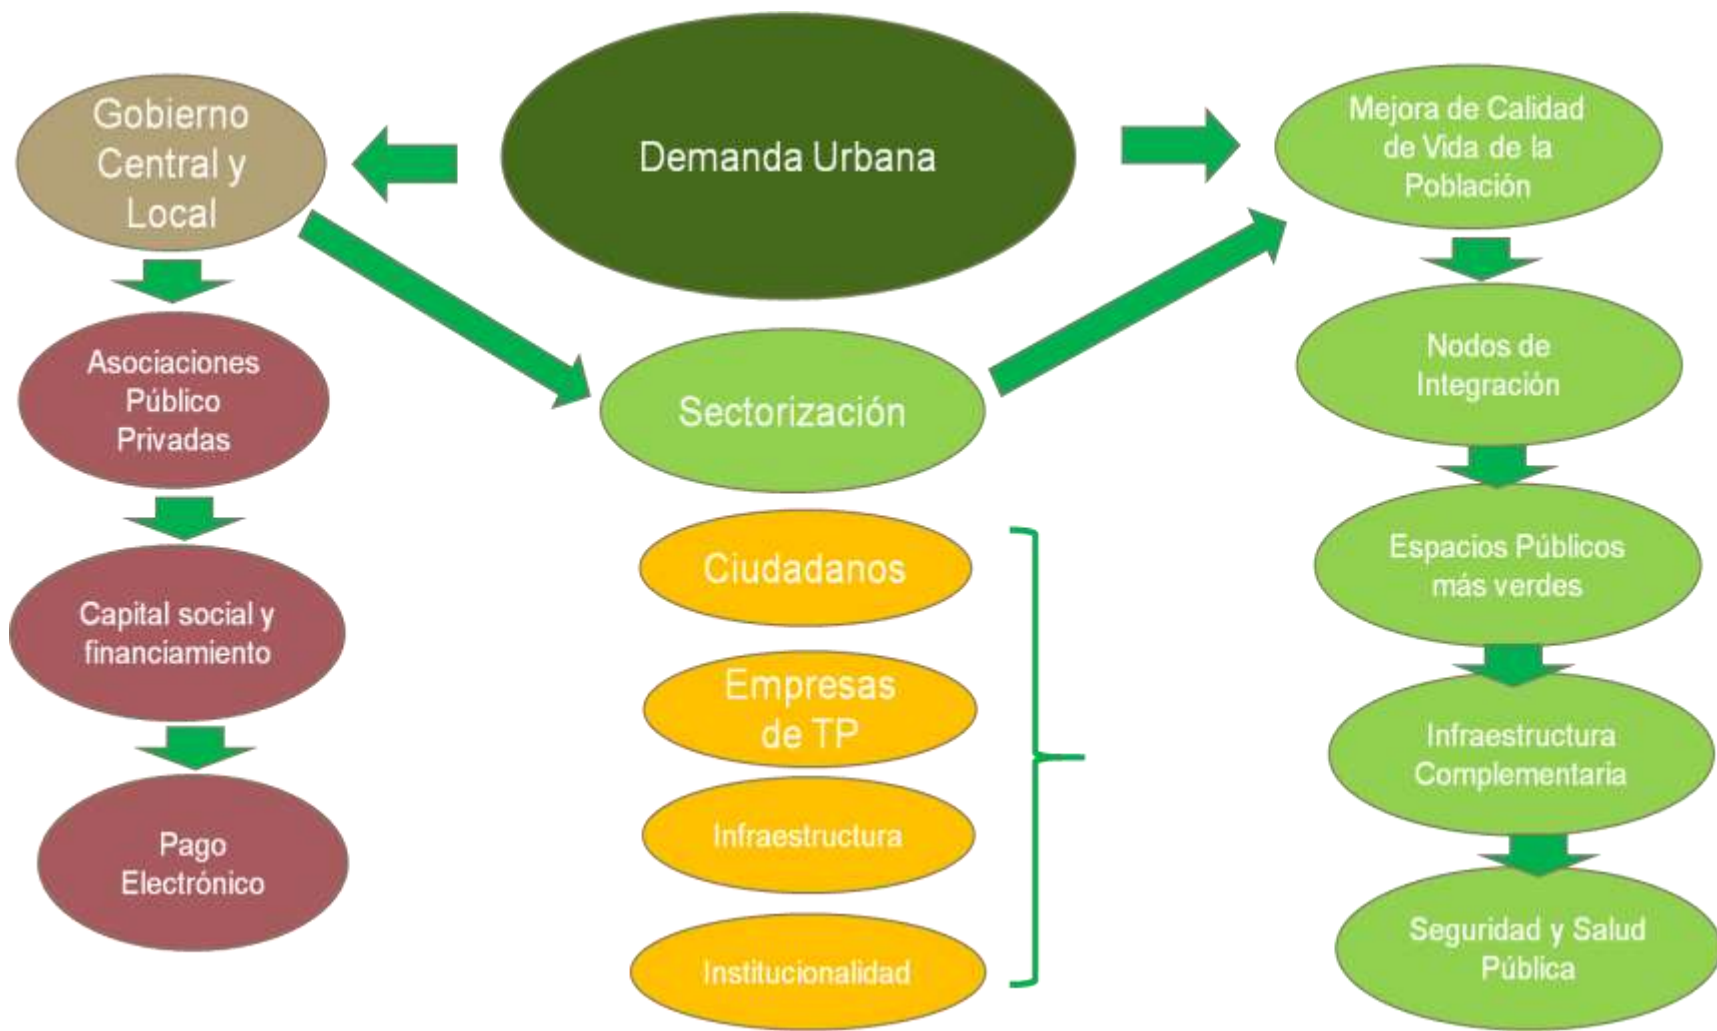 Demanda Urbana
Gobierno
Central y
Local
Asociaciones
Público
Privadas
Capital social y
financiamiento
Pago
Electrónico
Sectorización
Ciudadanos
Empresas
de TP
Infraestructura
Institucionalidad
Mejora de Calidad
de Vida de la
Población
Nodos de
Integración
Espacios Públicos
más verdes
Infraestructura
Complementaria
Seguridad y Salud
Pública